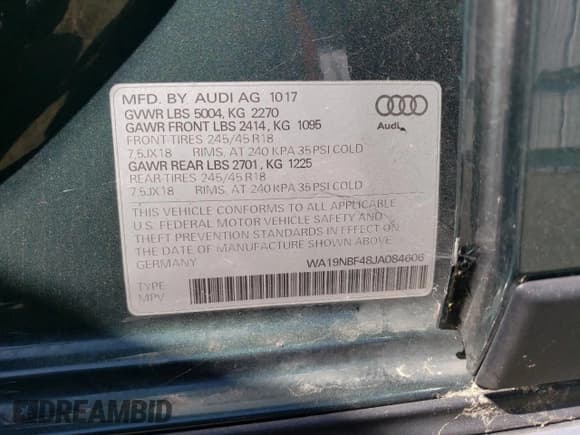 MFD. BY AUDI AG 1017
GVWR LBS 5004, KG 2270
GAWR FRONT LBS 2414, KG 1095
FRONT-TIRES 245/45 R18
7.5JX18 RIMS, AT 240 KPA 35 PSI COLD
GAWR REAR LBS 2701, KG 1225
REAR-TIRES 245/45 R18
7.5JX18 RIMS, AT 240 KPA 35 PSI COLD
Audi
THIS VEHICLE CONFORMS TO ALL APPLICABLE
U.S. FEDERAL MOTOR VEHICLE SAFETY AND
THEFT PREVENTION STANDARDS IN EFFECT ON
THE DATE OF MANUFACTURE SHOWN ABOVE.
GERMANY WA19NBF48JA084606
TYPE:
MPV
DREAMBID